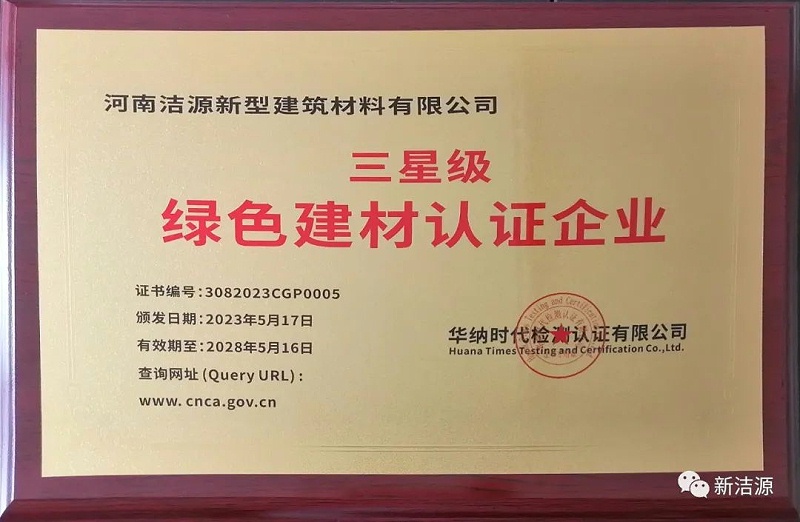 河南洁源新型建筑材料有限公司
三星级
绿色建材认证企业
证书编号:3082023CGP0005
颁发日期:2023年5月17日
有效期至:2028年5月16日
查询网址(Query URL):
www.cnca.gov.cn
华纳时代检测认证有限公司
Huana Times Testing and Certification Co.,Ltd.
新洁源